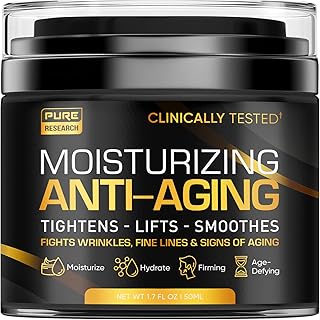 PURE
RESEARCH
CLINICALLY TESTED†
MOISTURIZING
ANTI-AGING
TIGHTENS - LIFTS - SMOOTHES
FIGHTS WRINKLES, FINE LINES & SIGNS OF AGING
Moisturize
Hydrate
Firming
Age-
Defying
NET WT 1.7 FL OZ | 50ML